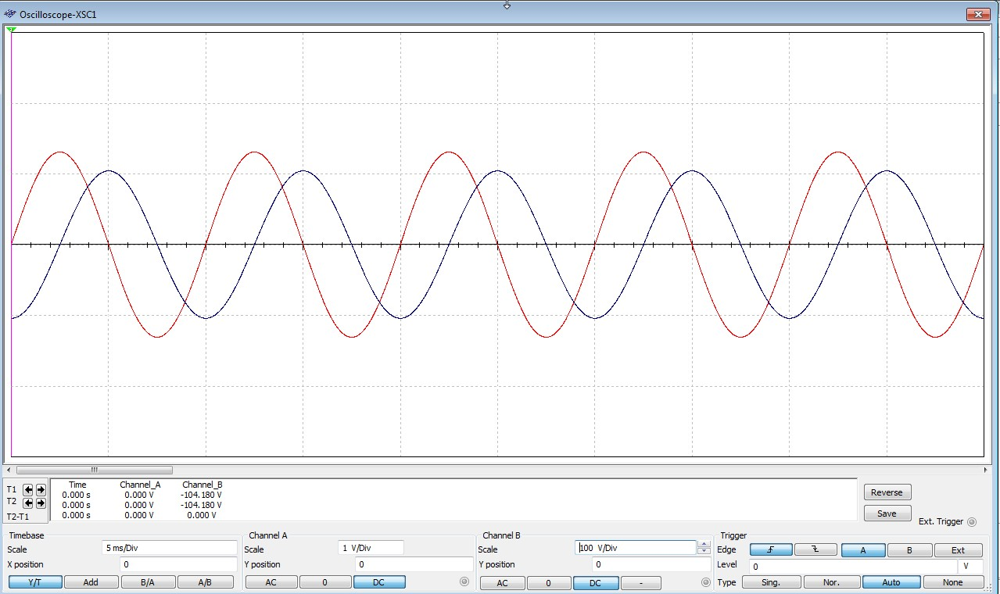 Oscilloscope-XSC1
T1
T2
T2-T1
Time Channel_A Channel_B
0.000 s 0.000 V -104.180 V
0.000 s 0.000 V -104.180 V
0.000 s 0.000 V 0.000 V
Reverse
Save
Ext. Trigger
Timebase
Scale 5 ms/Div
X position 0
Y/T Add B/A A/B
Channel A
Scale 1 V/Div
Y position 0
AC 0 DC
Channel B
Scale 100 V/Div
Y position 0
AC 0 DC -
Trigger
Edge A B Ext
Level 0 V
Type Sing. Nor. Auto None